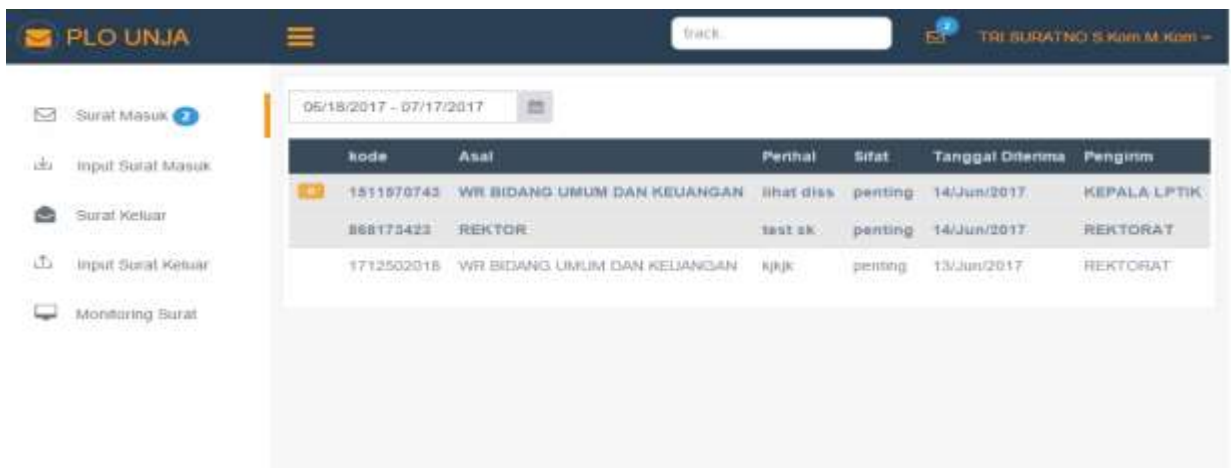 PLO UNJA track. 2 TRI SURATNO S.Kom.M.Kom
Surat Masuk 2
Input Surat Masuk
Surat Keluar
Input Surat Keluar
Monitoring Surat
05/18/2017 - 07/17/2017
kode Asal Perihal Sifat Tanggal Diterima Pengirim
1811870743 WR BIDANG UMUM DAN KEUANGAN lihat diss penting 14/Jun/2017 KEPALA LPTIK
868173423 REKTOR test sk penting 14/Jun/2017 REKTORAT
1712502018 WR BIDANG UMUM DAN KEUANGAN kjkjk penting 13/Jun/2017 REKTORAT